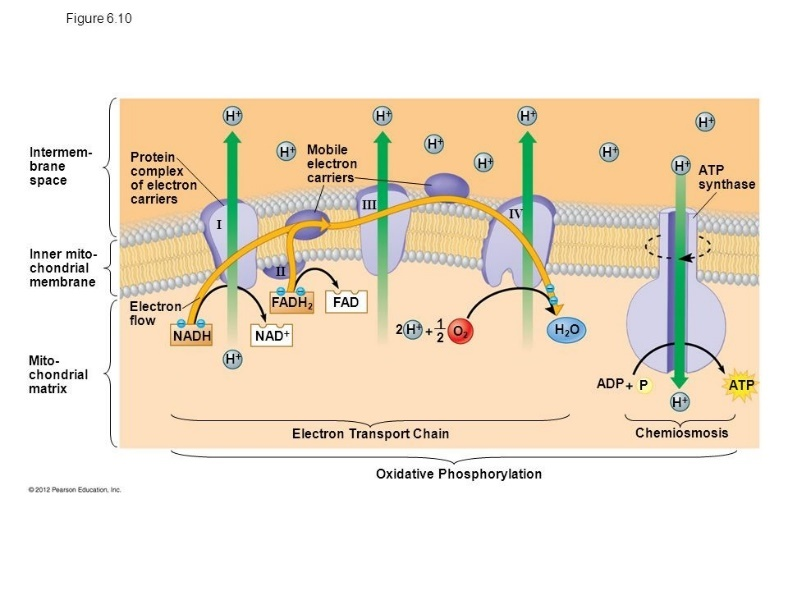 Figure 6.10
H+
H+
H+
H+
H+
H+
H+
H+
H+
Intermem-
brane
space
Protein
complex
of electron
carriers
Mobile
electron
carriers
ATP
synthase
I
II
III
IV
Inner mito-
chondrial
membrane
Electron
flow
FADH2
FAD
NADH
NAD+
2 H+ + 1/2 O2
H2O
H+
Mito-
chondrial
matrix
ADP + P
ATP
H+
Electron Transport Chain
Chemiosmosis
Oxidative Phosphorylation
© 2012 Pearson Education, Inc.